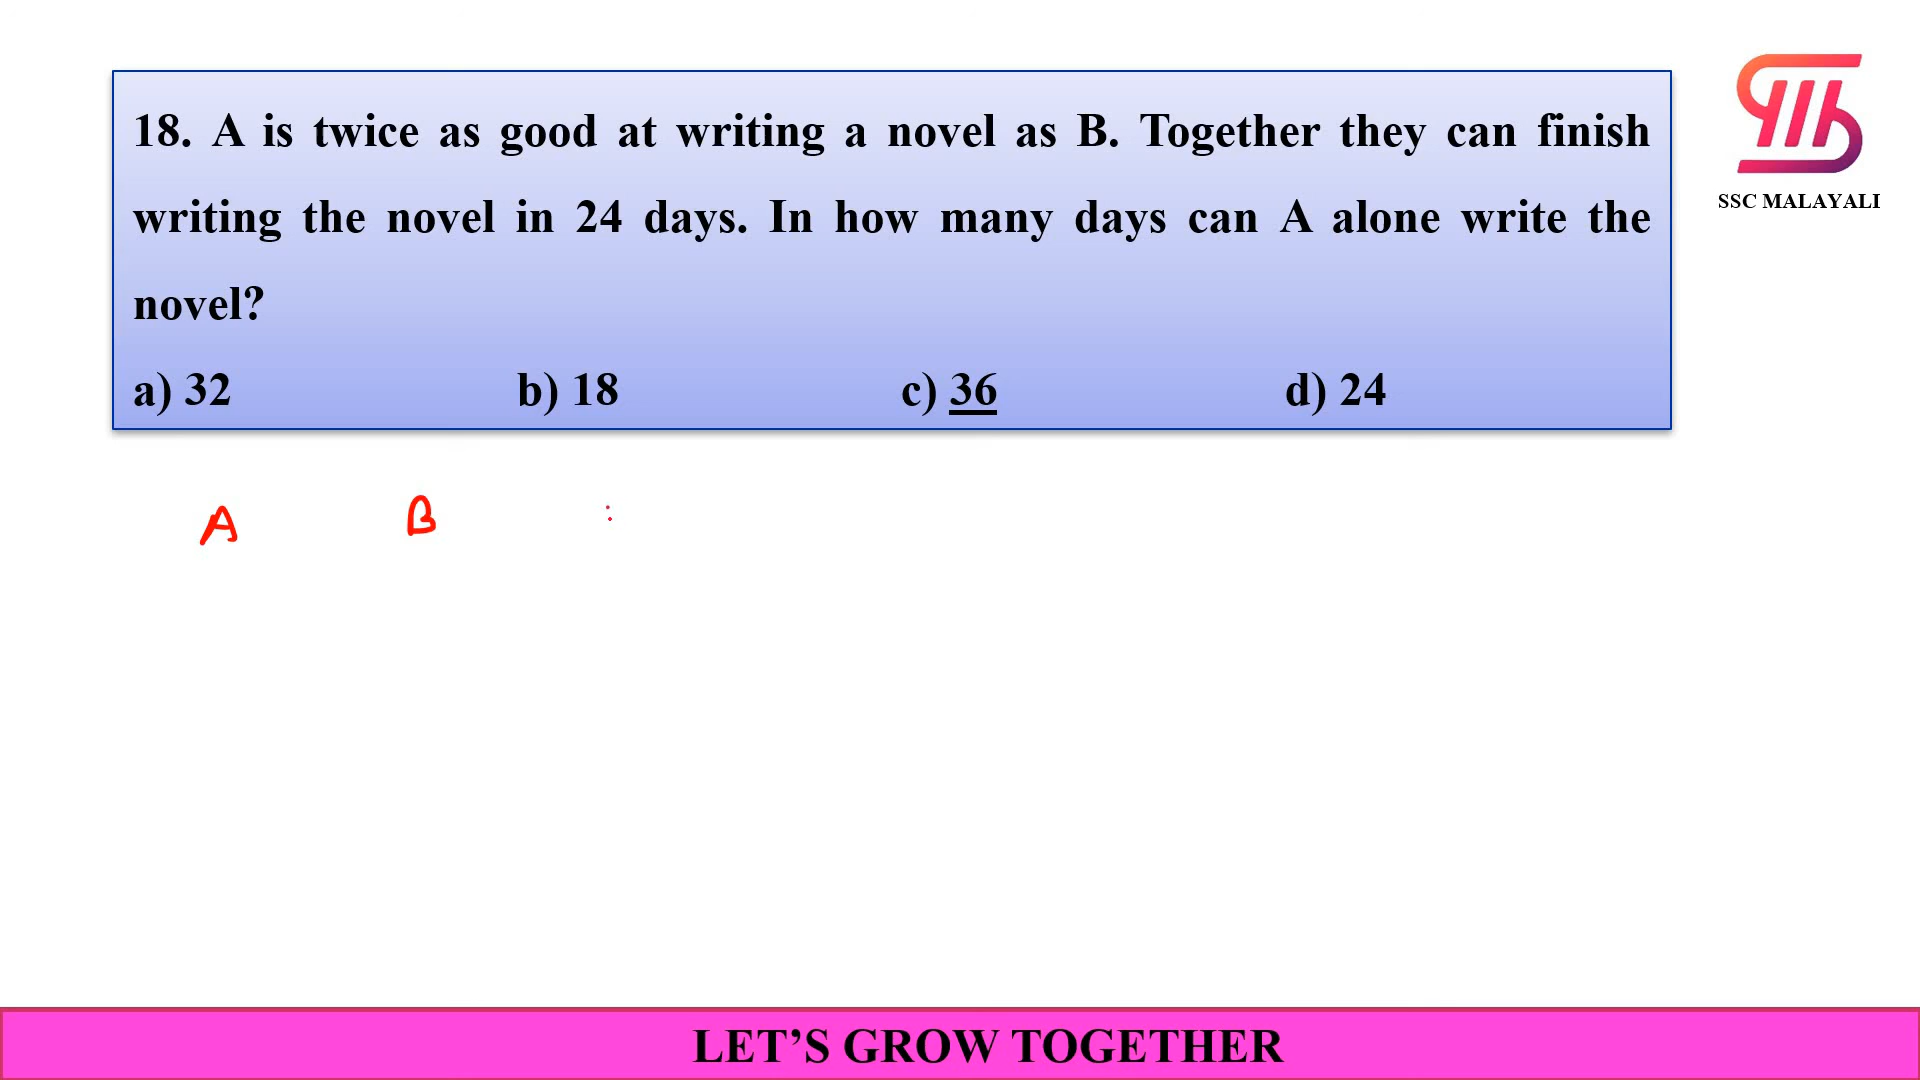 18. A is twice as good at writing a novel as B. Together they can finish
writing the novel in 24 days. In how many days can A alone write the
novel?
a) 32 b) 18 c) 36 d) 24
SSC MALAYALI
A B :
LET’S GROW TOGETHER